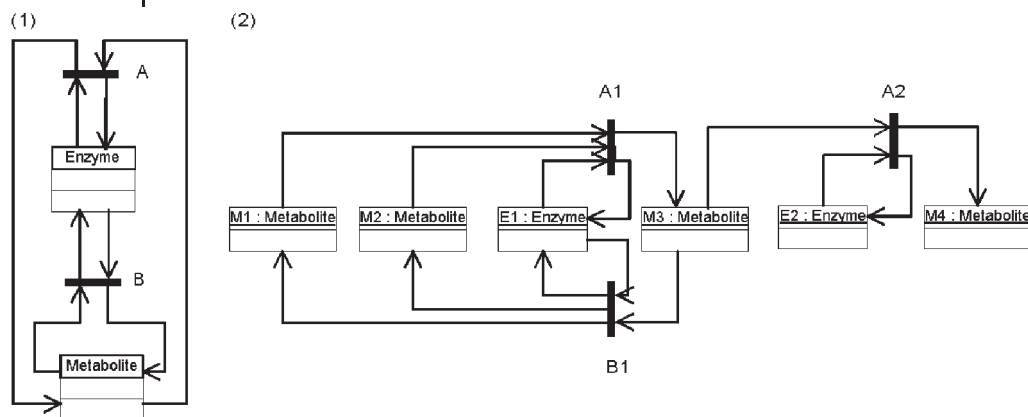 (1)
(2)
A
Enzyme
B
Metabolite
A1
A2
M1 : Metabolite
M2 : Metabolite
E1 : Enzyme
M3 : Metabolite
E2 : Enzyme
M4 : Metabolite
B1